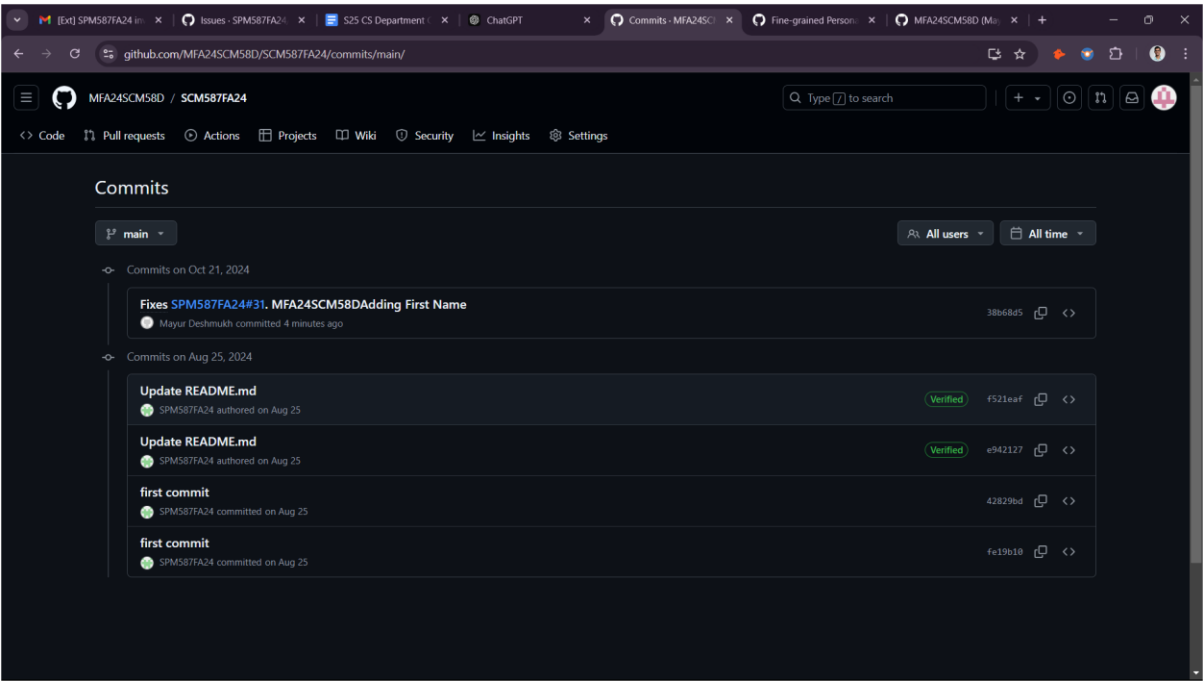 [Ext] SPM587FA24 in
Issues · SPM587FA24
S25 CS Department
ChatGPT
Commits · MFA24SC
Fine-grained Persona
MFA24SCM58D (Ma
github.com/MFA24SCM58D/SCM587FA24/commits/main/
MFA24SCM58D / SCM587FA24
Type / to search
Code Pull requests Actions Projects Wiki Security Insights Settings
Commits
main
All users
All time
Commits on Oct 21, 2024
Fixes SPM587FA24#31. MFA24SCM58DAdding First Name
38b68d5
Mayur Deshmukh committed 4 minutes ago
Commits on Aug 25, 2024
Update README.md
Verified f521eaf
SPM587FA24 authored on Aug 25
Update README.md
Verified e942127
SPM587FA24 authored on Aug 25
first commit
42829bd
SPM587FA24 committed on Aug 25
first commit
fe19b10
SPM587FA24 committed on Aug 25